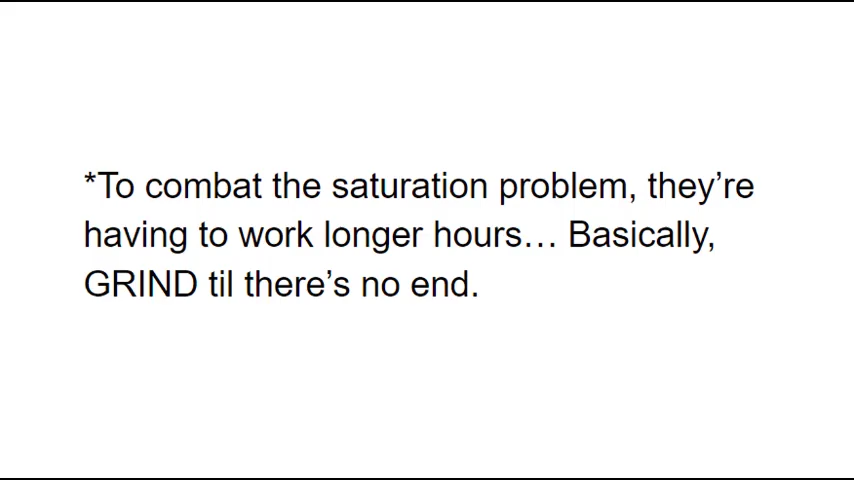 *To combat the saturation problem, they’re
having to work longer hours… Basically,
GRIND til there’s no end.